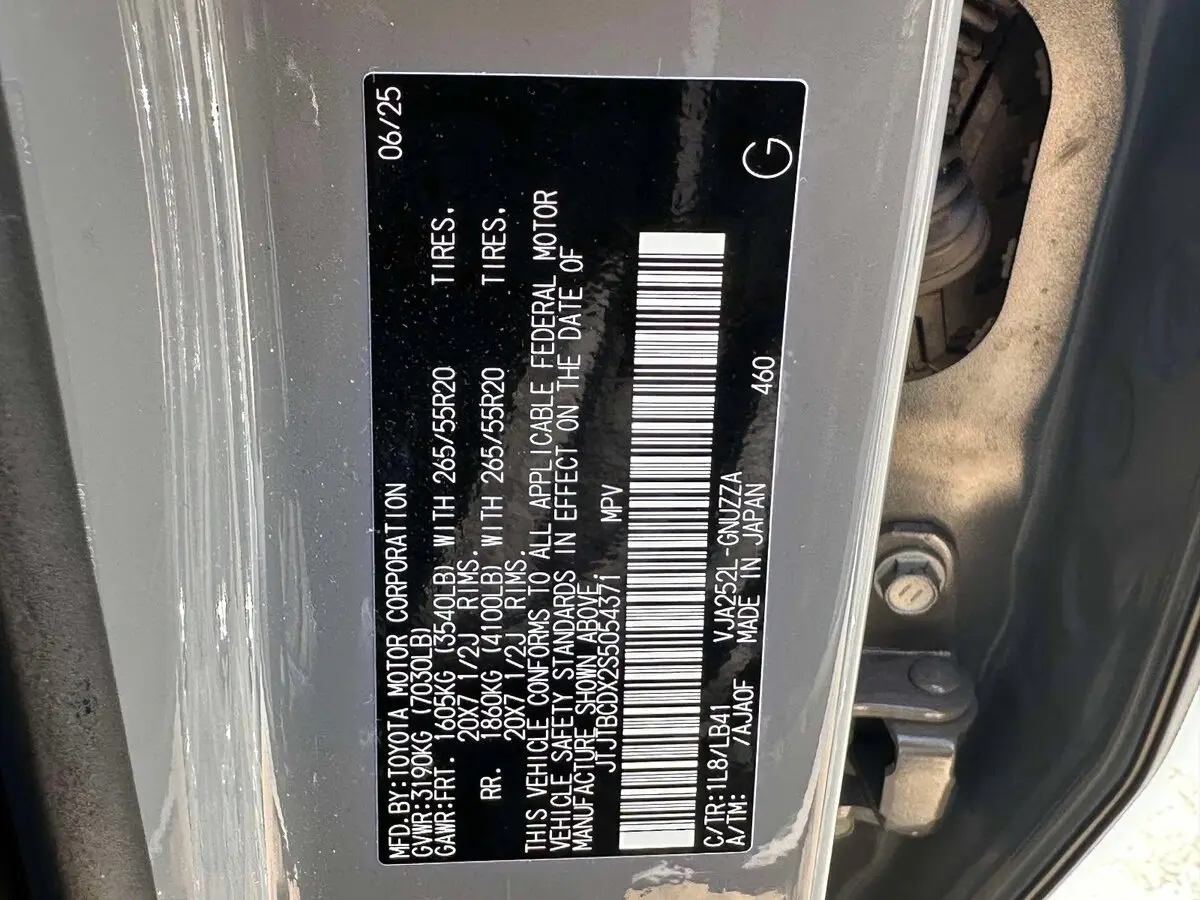 MFD.BY:TOYOTA MOTOR CORPORATION 06/25
GVWR:3190KG (7030LB)
GAWR:FRT. 1605KG (3540LB) WITH 265/55R20 TIRES.
20X7 1/2J RIMS.
RR. 1860KG (4100LB) WITH 265/55R20 TIRES.
20X7 1/2J RIMS.
THIS VEHICLE CONFORMS TO ALL APPLICABLE FEDERAL MOTOR
VEHICLE SAFETY STANDARDS IN EFFECT ON THE DATE OF
MANUFACTURE SHOWN ABOVE.
JTJTBCDX2S5054371 MPV
C/TR:1L8/LB41 VJA252L-GNUZZA 460
A/TM: /AJA0F MADE IN JAPAN
G